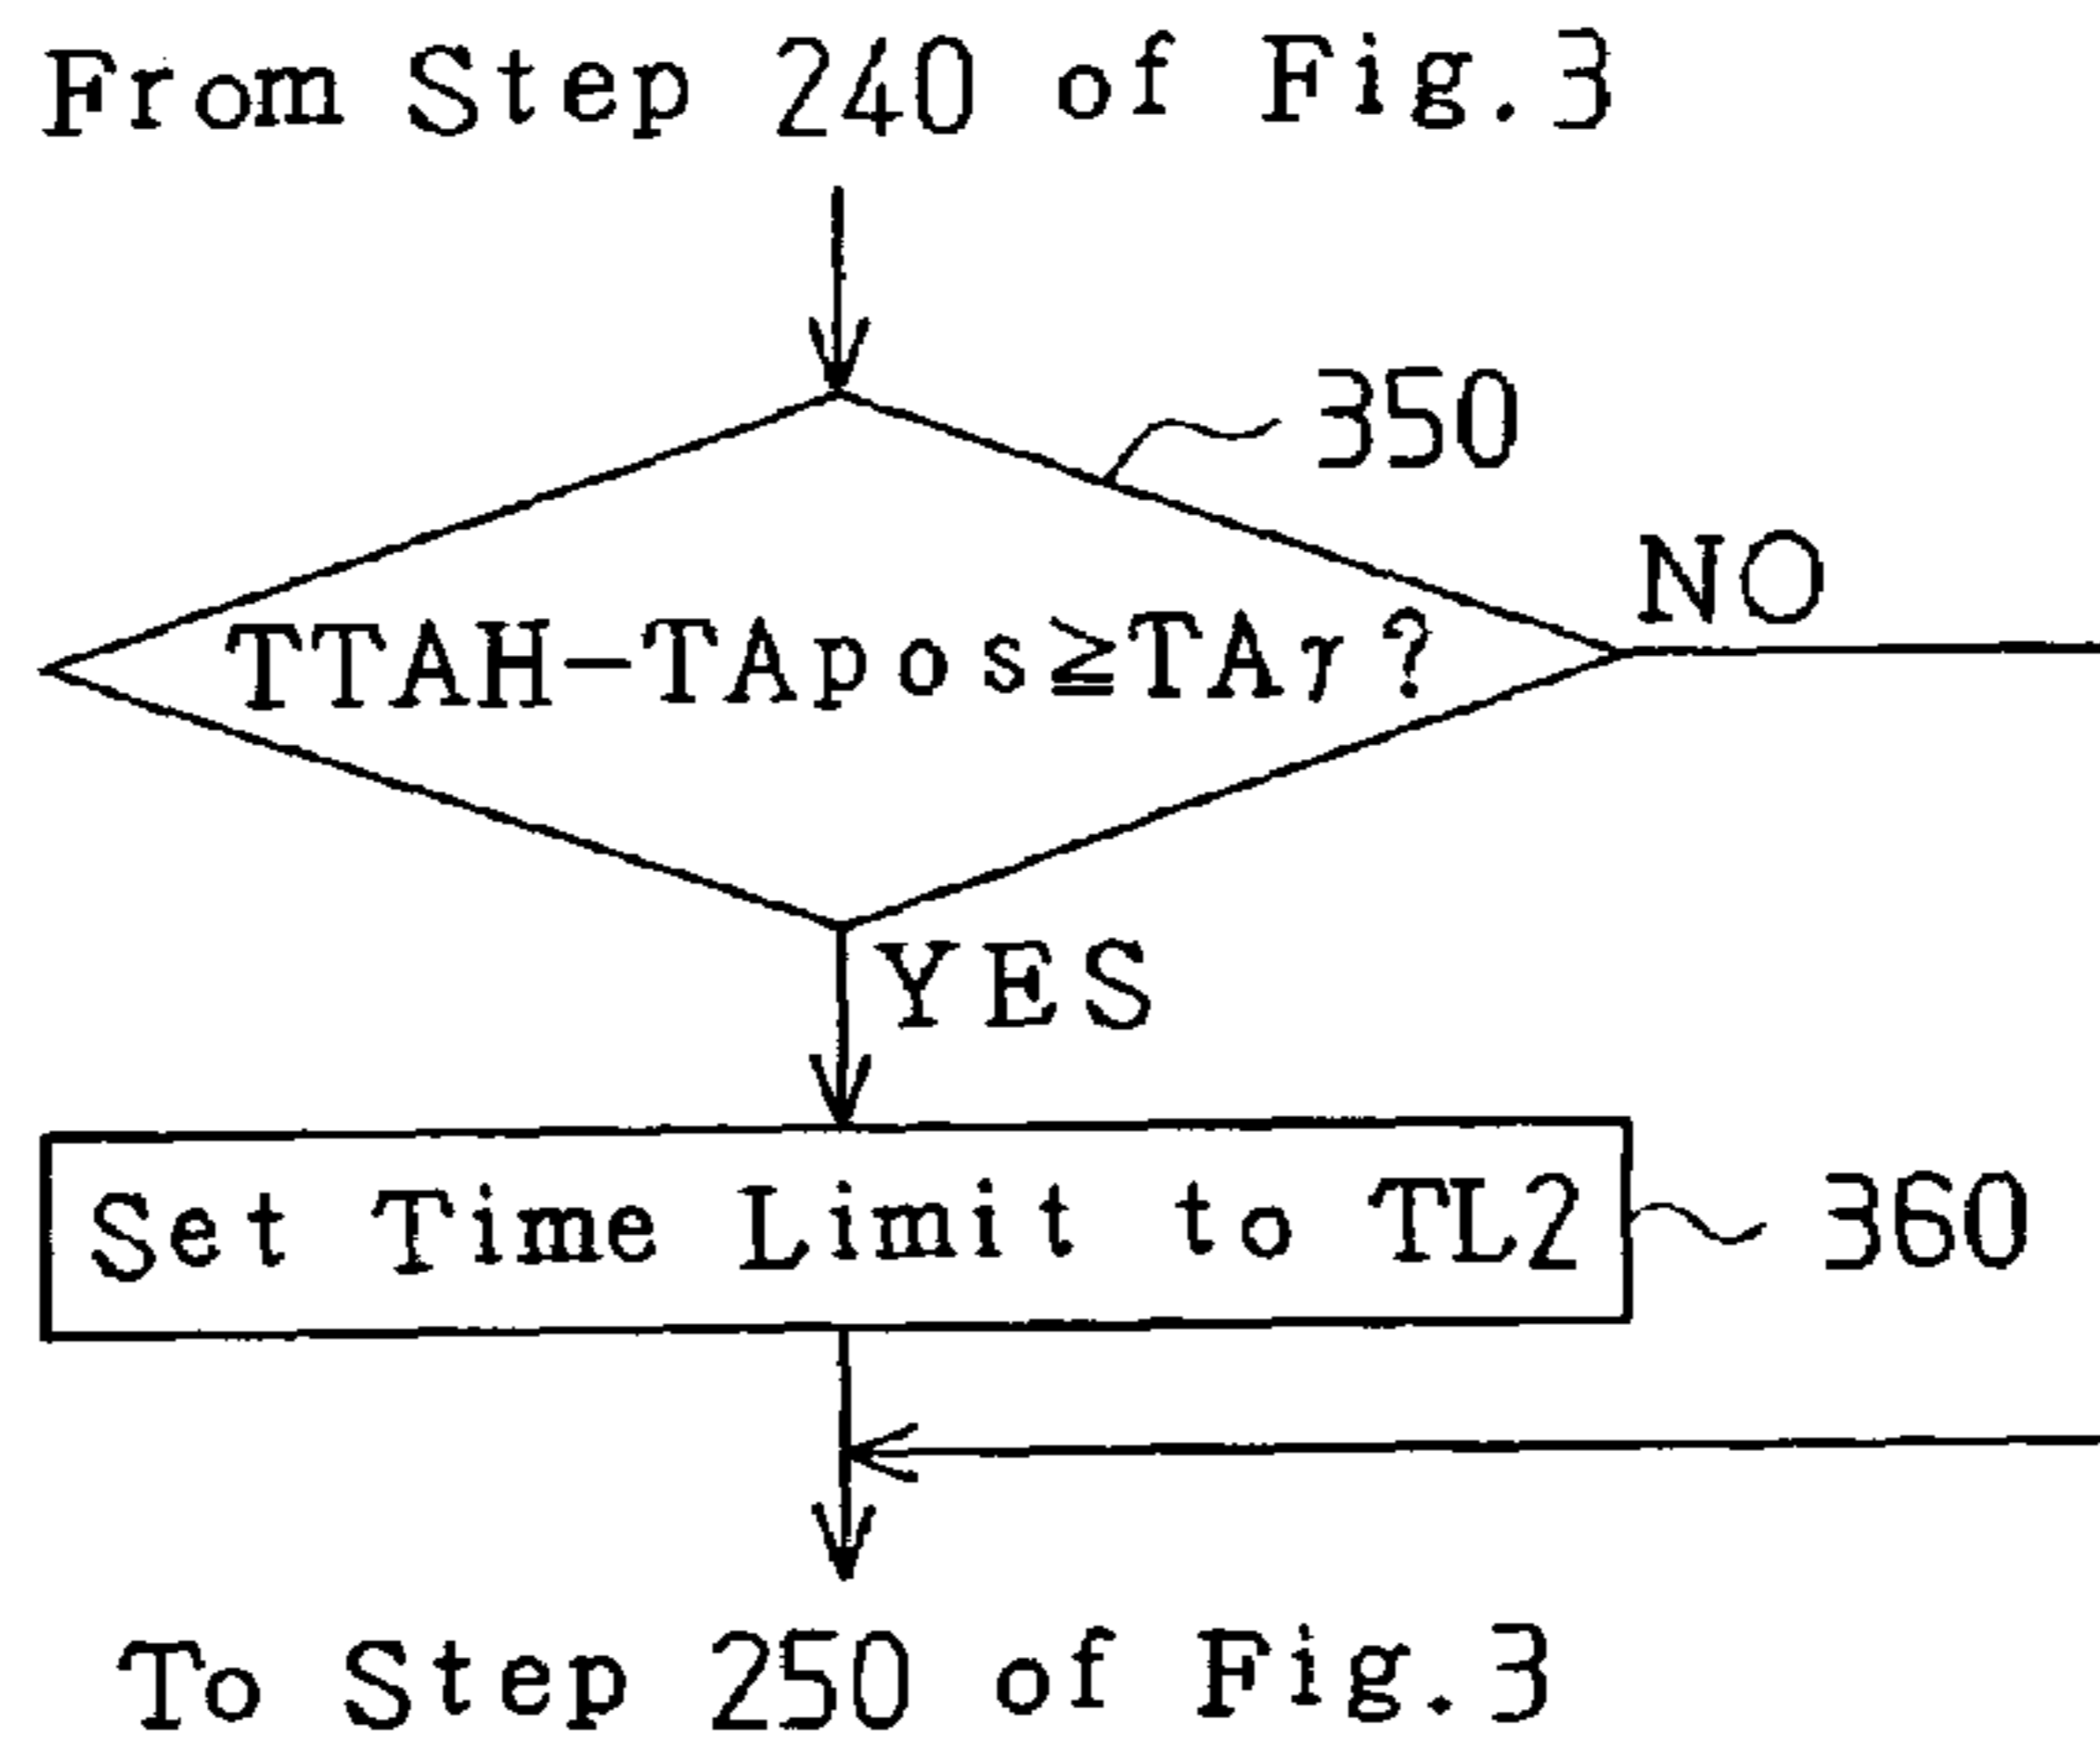 From Step 240 of Fig.3
350
NO
TTAH-TApos≧TAγ?
YES
Set Time Limit to TL2
360
To Step 250 of Fig.3